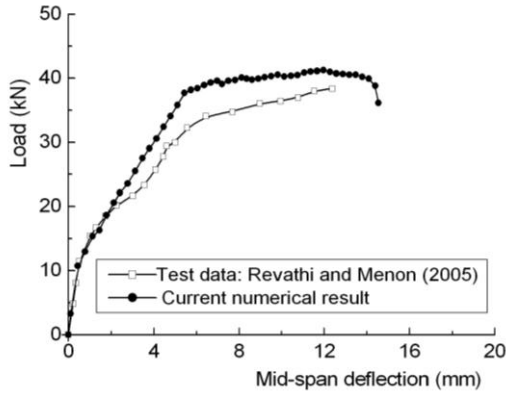 50
40
30
20
10
0
Load (kN)
Test data: Revathi and Menon (2005)
Current numerical result
0 4 8 12 16 20
Mid-span deflection (mm)